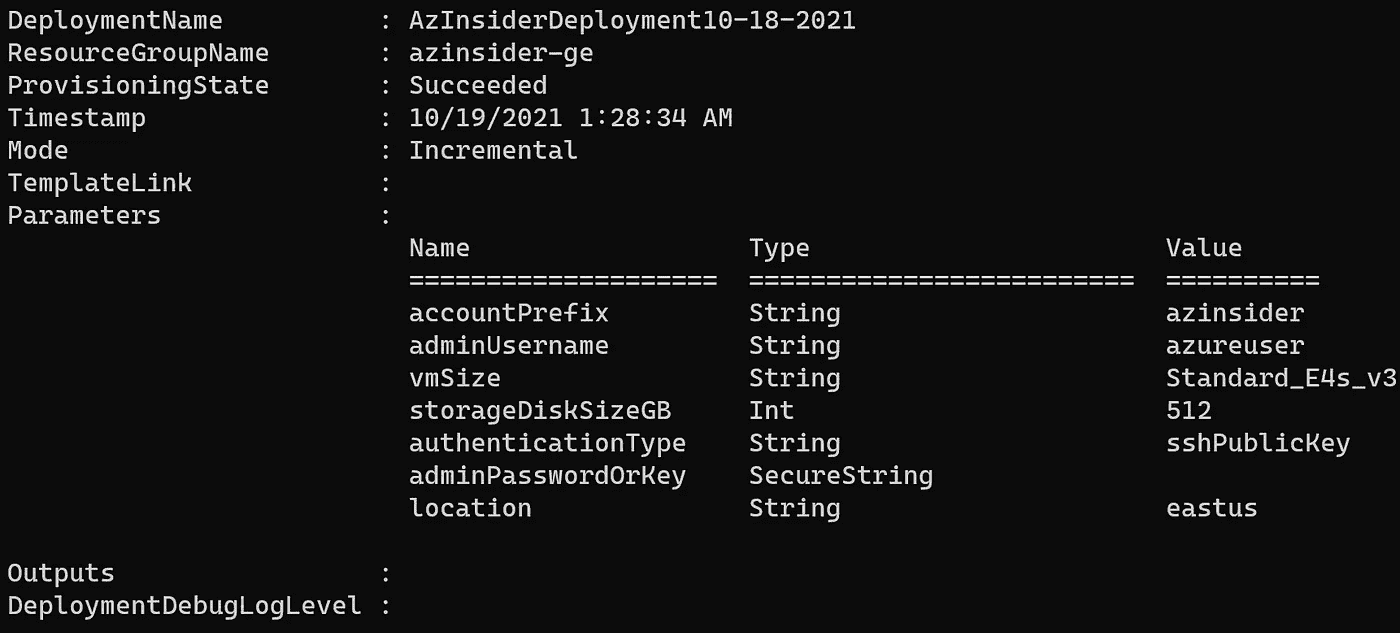 DeploymentName          : AzInsiderDeployment10-18-2021
ResourceGroupName       : azinsider-ge
ProvisioningState       : Succeeded
Timestamp               : 10/19/2021 1:28:34 AM
Mode                    : Incremental
TemplateLink            :
Parameters              :
                          Name                  Type                       Value
                          ====================  =========================  ==========
                          accountPrefix         String                     azinsider
                          adminUsername         String                     azureuser
                          vmSize                String                     Standard_E4s_v3
                          storageDiskSizeGB     Int                        512
                          authenticationType    String                     sshPublicKey
                          adminPasswordOrKey    SecureString
                          location              String                     eastus
Outputs                 :
DeploymentDebugLogLevel :